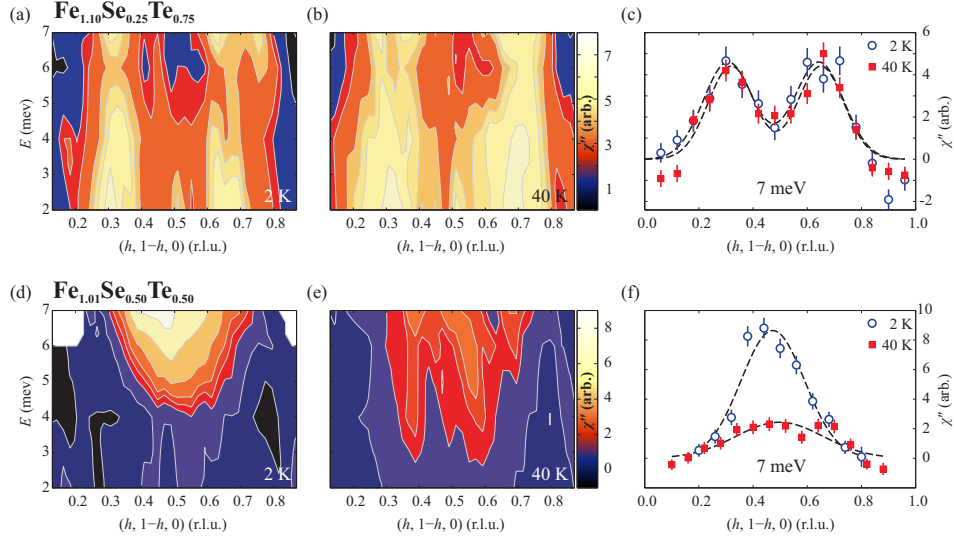 (a) Fe1.10Se0.25Te0.75 (b) (c)
7
6
5
4
3
2
E (mev)
2 K
0.2 0.3 0.4 0.5 0.6 0.7 0.8
(h, 1−h, 0) (r.l.u.)
40 K
0.2 0.3 0.4 0.5 0.6 0.7 0.8
(h, 1−h, 0) (r.l.u.)
7
6
5
4
3
2
1
χ″ (arb.)
2 K
40 K
7 meV
6
4
2
0
−2
χ″ (arb.)
0.0 0.2 0.4 0.6 0.8 1.0
(h, 1−h, 0) (r.l.u.)
(d) Fe1.01Se0.50Te0.50 (e) (f)
7
6
5
4
3
2
E (mev)
2 K
0.2 0.3 0.4 0.5 0.6 0.7 0.8
(h, 1−h, 0) (r.l.u.)
40 K
0.2 0.3 0.4 0.5 0.6 0.7 0.8
(h, 1−h, 0) (r.l.u.)
8
6
4
2
0
χ″ (arb.)
2 K
40 K
7 meV
10
8
6
4
2
0
χ″ (arb.)
0.0 0.2 0.4 0.6 0.8 1.0
(h, 1−h, 0) (r.l.u.)